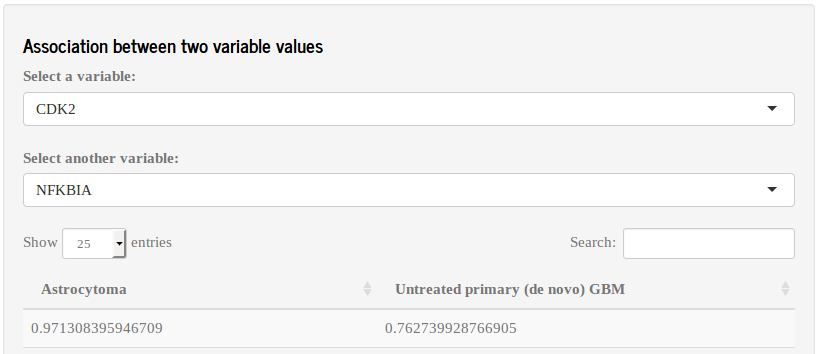 Association between two variable values
Select a variable:
CDK2
Select another variable:
NFKBIA
Show 25 entries Search:
Astrocytoma Untreated primary (de novo) GBM
0.971308395946709 0.762739928766905